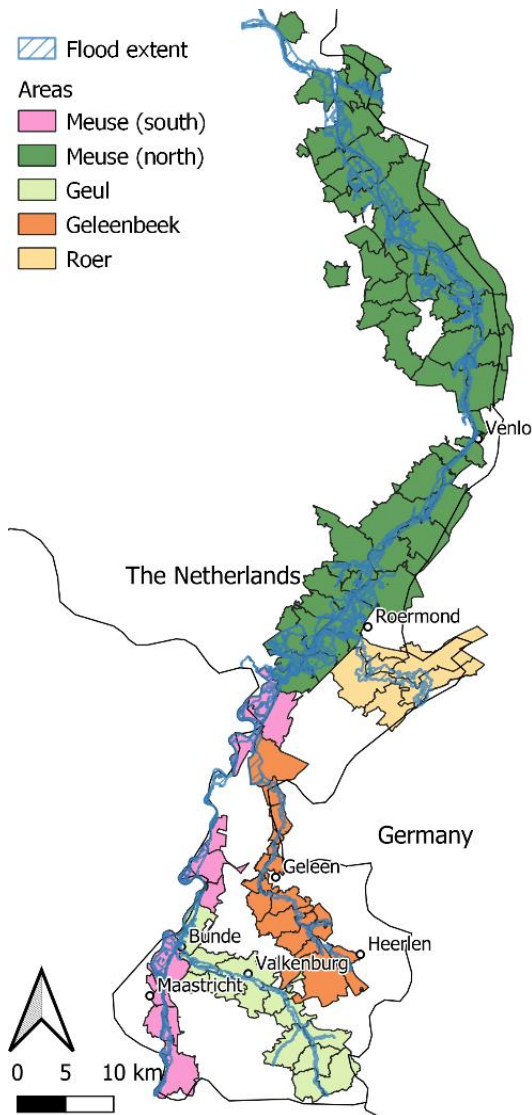 Flood extent
Areas
Meuse (south)
Meuse (north)
Geul
Geleenbeek
Roer
Venlo
The Netherlands
Roermond
Germany
Geleen
Bunde
Heerlen
Valkenburg
Maastricht
0 5 10 km